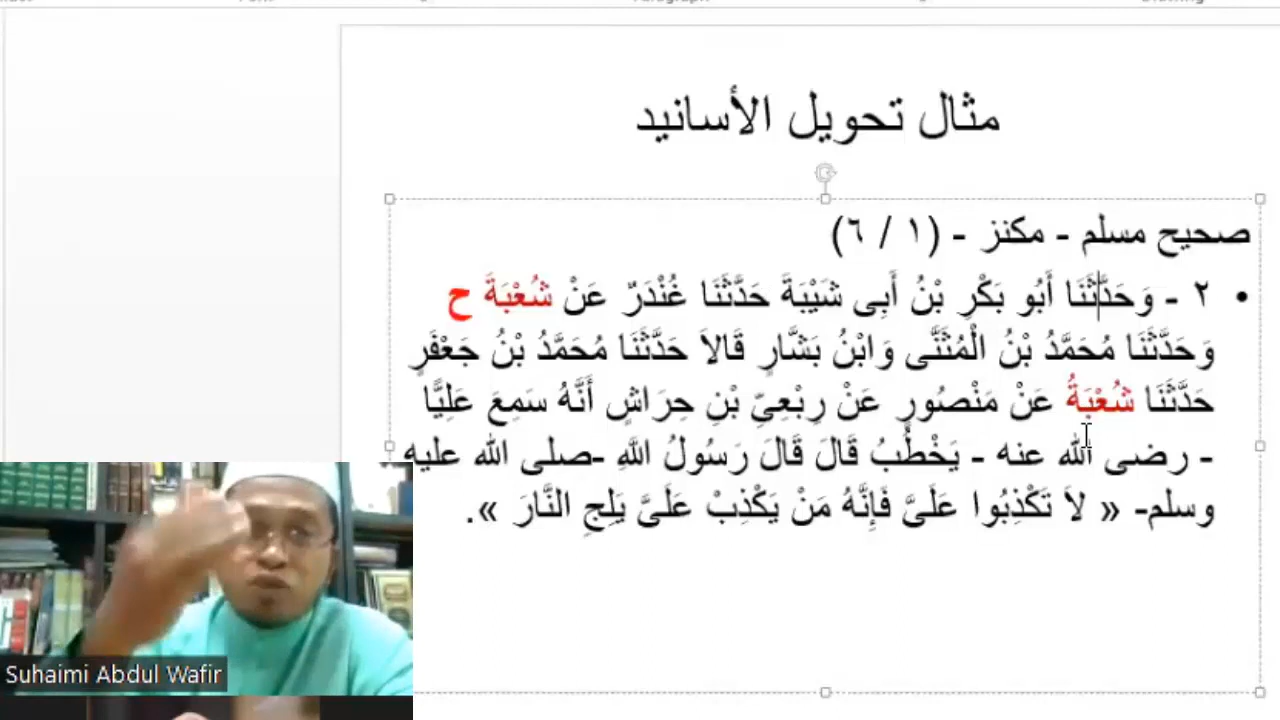 مثال تحويل الأسانيد
صحيح مسلم - مكنز - (١ / ٦)
• ٢ - وَحَدَّثَنَا أَبُو بَكْرِ بْنُ أَبِى شَيْبَةَ حَدَّثَنَا غُنْدَرٌ عَنْ شُعْبَةَ ح
وَحَدَّثَنَا مُحَمَّدُ بْنُ الْمُثَنَّى وَابْنُ بَشَّارٍ قَالاَ حَدَّثَنَا مُحَمَّدُ بْنُ جَعْفَرٍ
حَدَّثَنَا شُعْبَةُ عَنْ مَنْصُورٍ عَنْ رِبْعِىِّ بْنِ حِرَاشٍ أَنَّهُ سَمِعَ عَلِيًّا
- رضى الله عنه - يَخْطُبُ قَالَ قَالَ رَسُولُ اللَّهِ -صلى الله عليه
وسلم- « لاَ تَكْذِبُوا عَلَىَّ فَإِنَّهُ مَنْ يَكْذِبْ عَلَىَّ يَلِجِ النَّارَ ».
Suhaimi Abdul Wafir